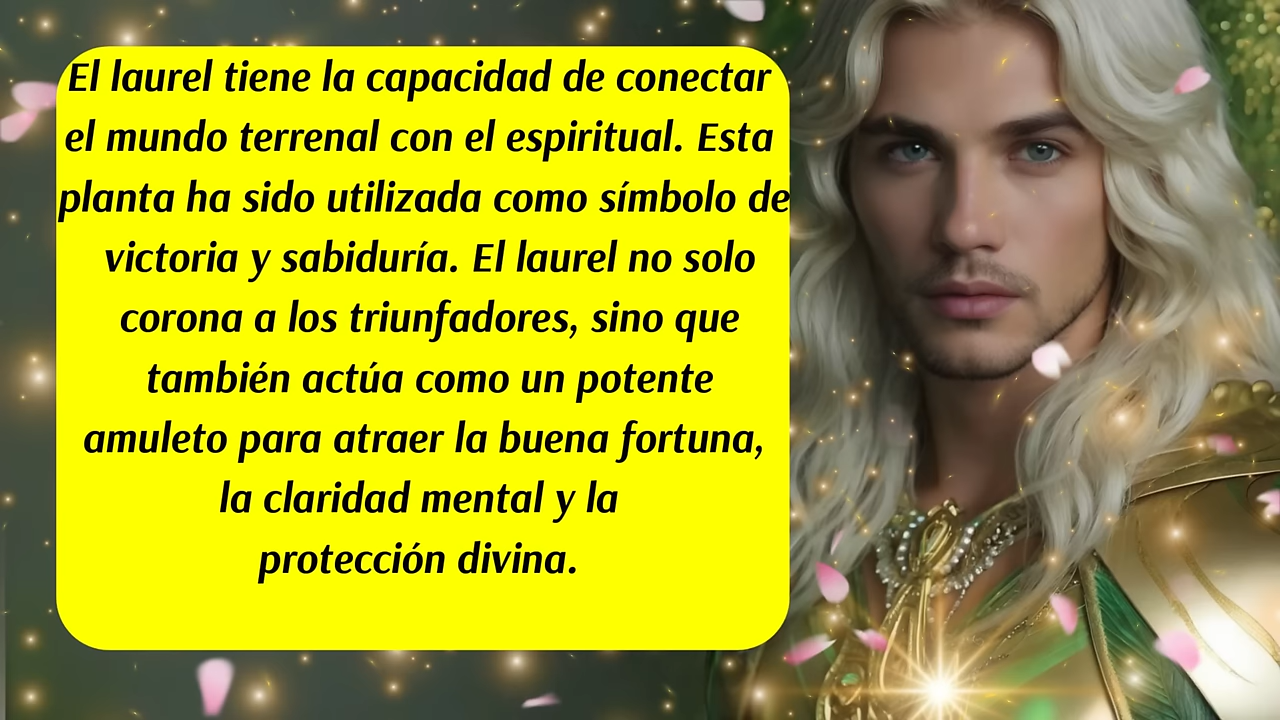 El laurel tiene la capacidad de conectar
el mundo terrenal con el espiritual. Esta
planta ha sido utilizada como símbolo de
victoria y sabiduría. El laurel no solo
corona a los triunfadores, sino que
también actúa como un potente
amuleto para atraer la buena fortuna,
la claridad mental y la
protección divina.